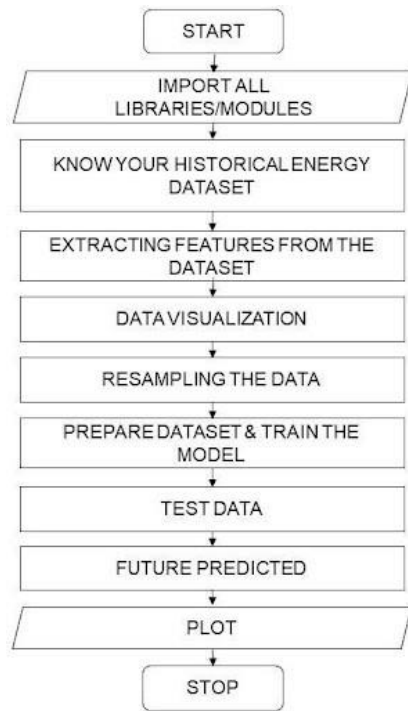 START
IMPORT ALL
LIBRARIES/MODULES
KNOW YOUR HISTORICAL ENERGY
DATASET
EXTRACTING FEATURES FROM THE
DATASET
DATA VISUALIZATION
RESAMPLING THE DATA
PREPARE DATASET & TRAIN THE
MODEL
TEST DATA
FUTURE PREDICTED
PLOT
STOP